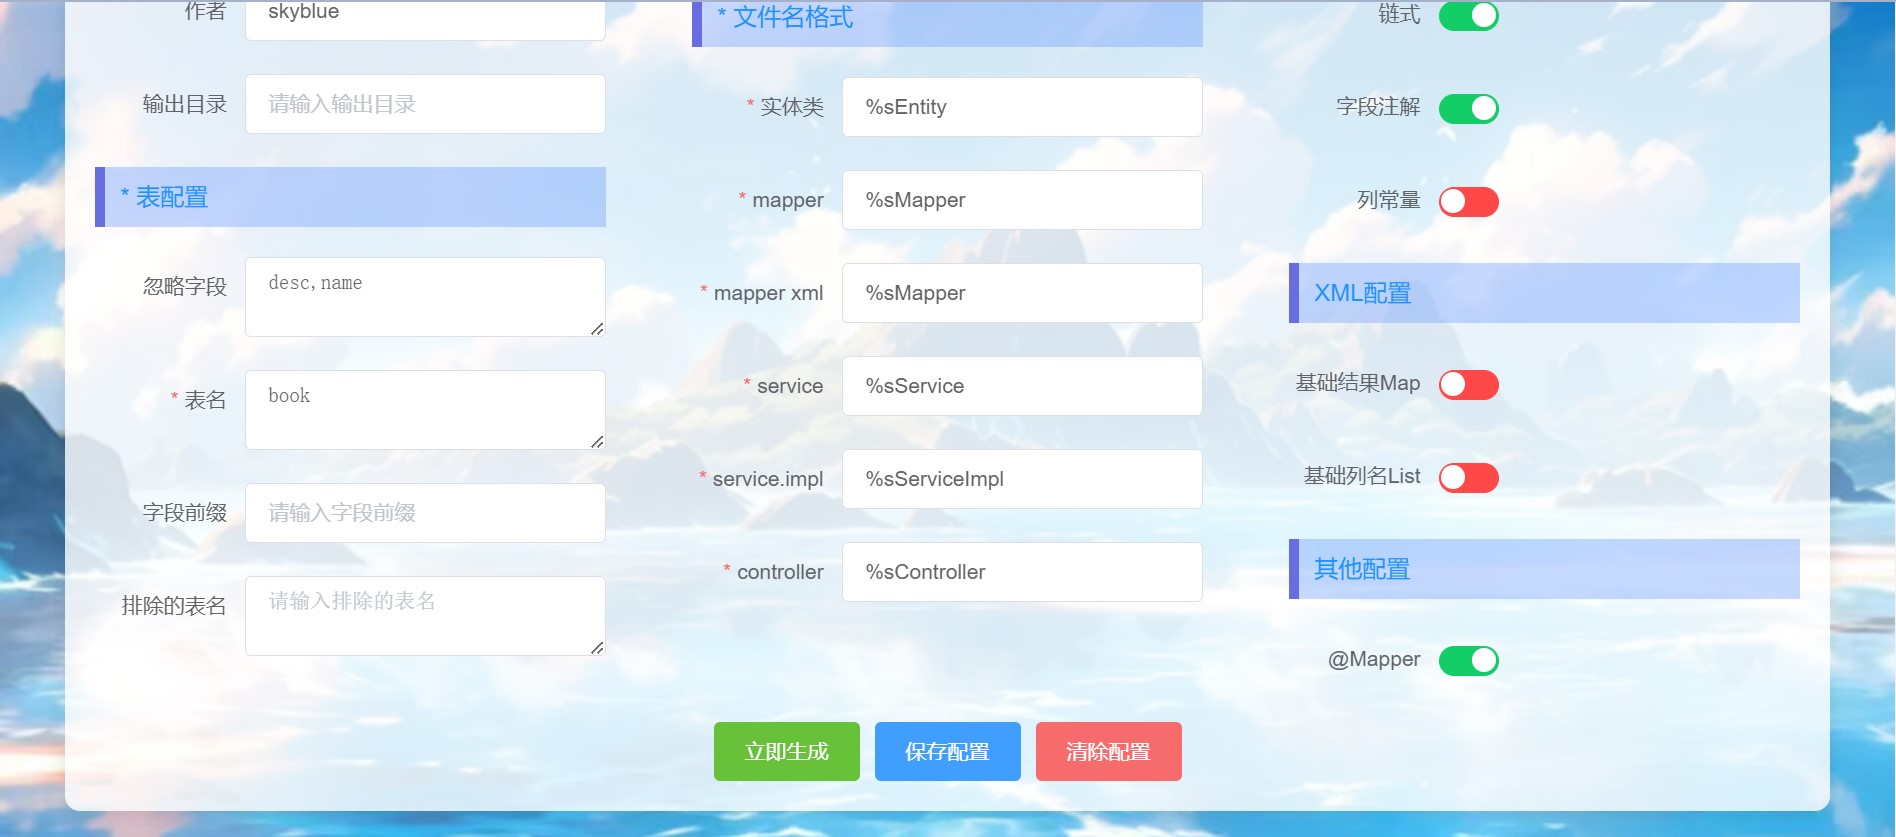 作者 skyblue
输出目录 请输入输出目录
* 表配置
忽略字段 desc,name
* 表名 book
字段前缀 请输入字段前缀
排除的表名 请输入排除的表名
* 文件名格式
* 实体类 %sEntity
* mapper %sMapper
* mapper xml %sMapper
* service %sService
* service.impl %sServiceImpl
* controller %sController
链式
字段注解
列常量
XML配置
基础结果Map
基础列名List
其他配置
@Mapper
立即生成 保存配置 清除配置